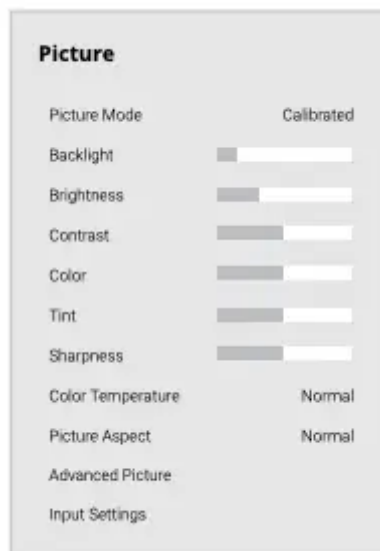 Picture
Picture Mode Calibrated
Backlight
Brightness
Contrast
Color
Tint
Sharpness
Color Temperature Normal
Picture Aspect Normal
Advanced Picture
Input Settings